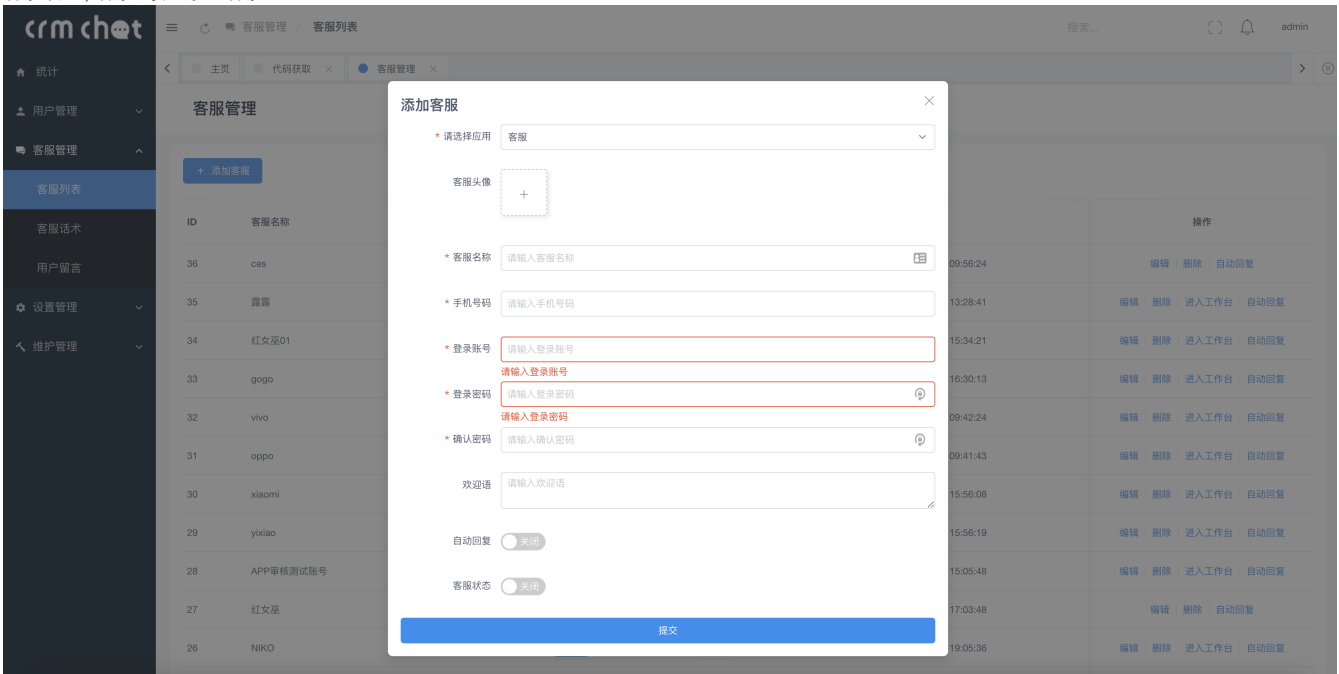 crm chat
客服管理 / 客服列表
搜索...
admin
统计
主页
代码获取
客服管理
用户管理
客服管理
客服管理
客服列表
客服话术
用户留言
设置管理
维护管理
+ 添加客服
ID 客服名称 操作
36 ces 09:56:24 编辑 删除 自动回复
35 露露 13:28:41 编辑 删除 进入工作台 自动回复
34 红女巫01 15:34:21 编辑 删除 进入工作台 自动回复
33 gogo 16:30:13 编辑 删除 进入工作台 自动回复
32 vivo 09:42:24 编辑 删除 进入工作台 自动回复
31 oppo 09:41:43 编辑 删除 进入工作台 自动回复
30 xiaomi 15:56:08 编辑 删除 进入工作台 自动回复
29 yixiao 15:56:19 编辑 删除 进入工作台 自动回复
28 APP审核测试账号 15:05:48 编辑 删除 进入工作台 自动回复
27 红女巫 17:03:48 编辑 删除 自动回复
26 NIKO 19:05:36 编辑 删除 进入工作台 自动回复
添加客服
* 请选择应用 客服
客服头像
* 客服名称 请输入客服名称
* 手机号码 请输入手机号码
* 登录账号 请输入登录账号
请输入登录账号
* 登录密码 请输入登录密码
请输入登录密码
* 确认密码 请输入确认密码
欢迎语 请输入欢迎语
自动回复 关闭
客服状态 关闭
提交